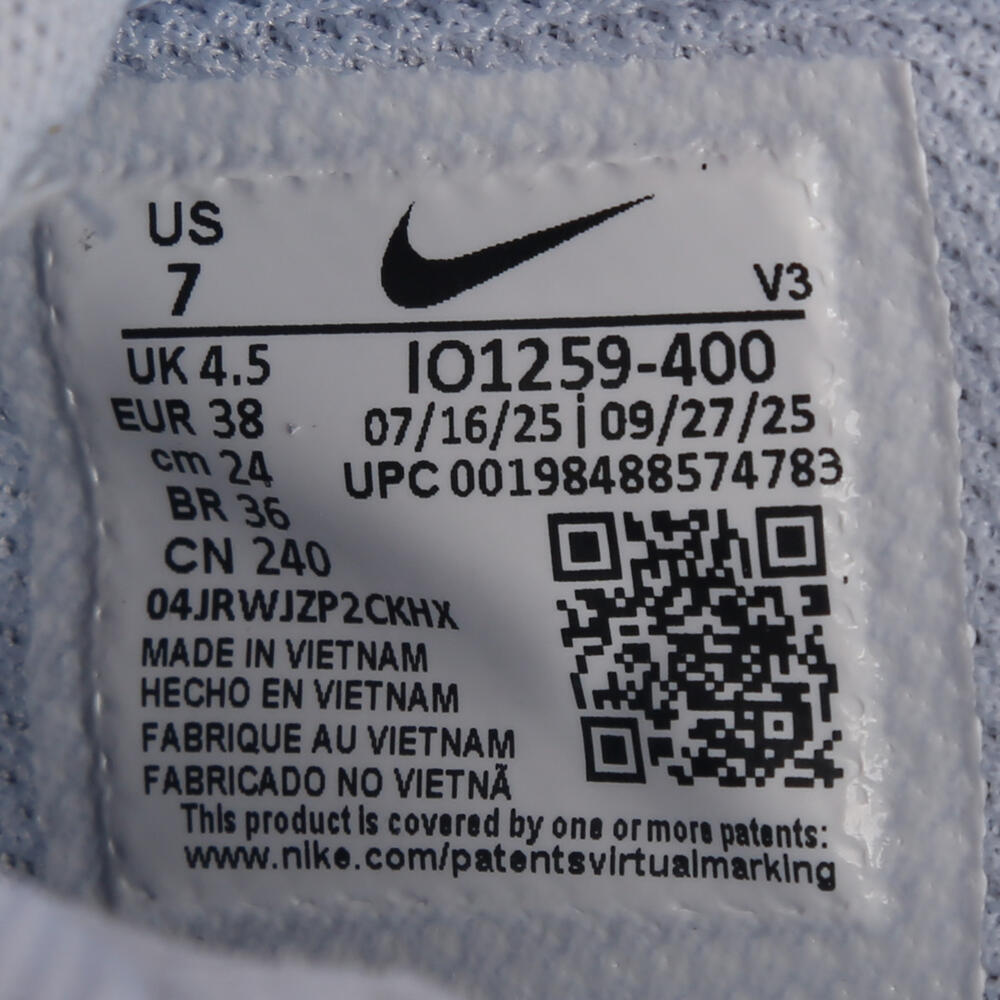 US
7
V3
UK 4.5
EUR 38
cm 24
BR 36
CN 240
IO1259-400
07/16/25 | 09/27/25
UPC 00198488574783
04JRWJZP2CKHX
MADE IN VIETNAM
HECHO EN VIETNAM
FABRIQUE AU VIETNAM
FABRICADO NO VIETNÃ
This product is covered by one or more patents:
www.nike.com/patentsvirtualmarking